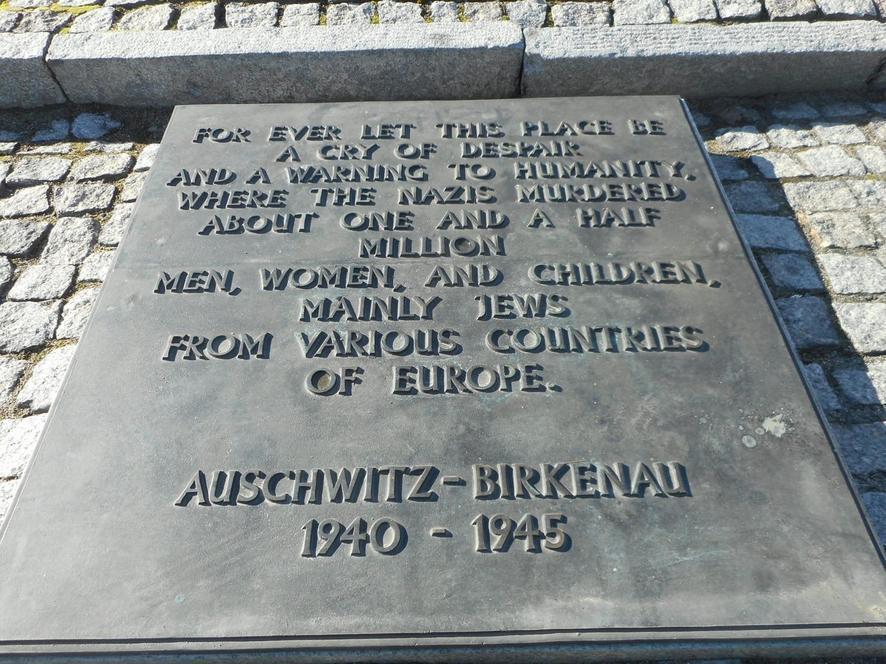 FOR EVER LET THIS PLACE BE
A CRY OF DESPAIR
AND A WARNING TO HUMANITY,
WHERE THE NAZIS MURDERED
ABOUT ONE AND A HALF
MILLION
MEN, WOMEN, AND CHILDREN,
MAINLY JEWS
FROM VARIOUS COUNTRIES
OF EUROPE.
AUSCHWITZ-BIRKENAU
1940 - 1945